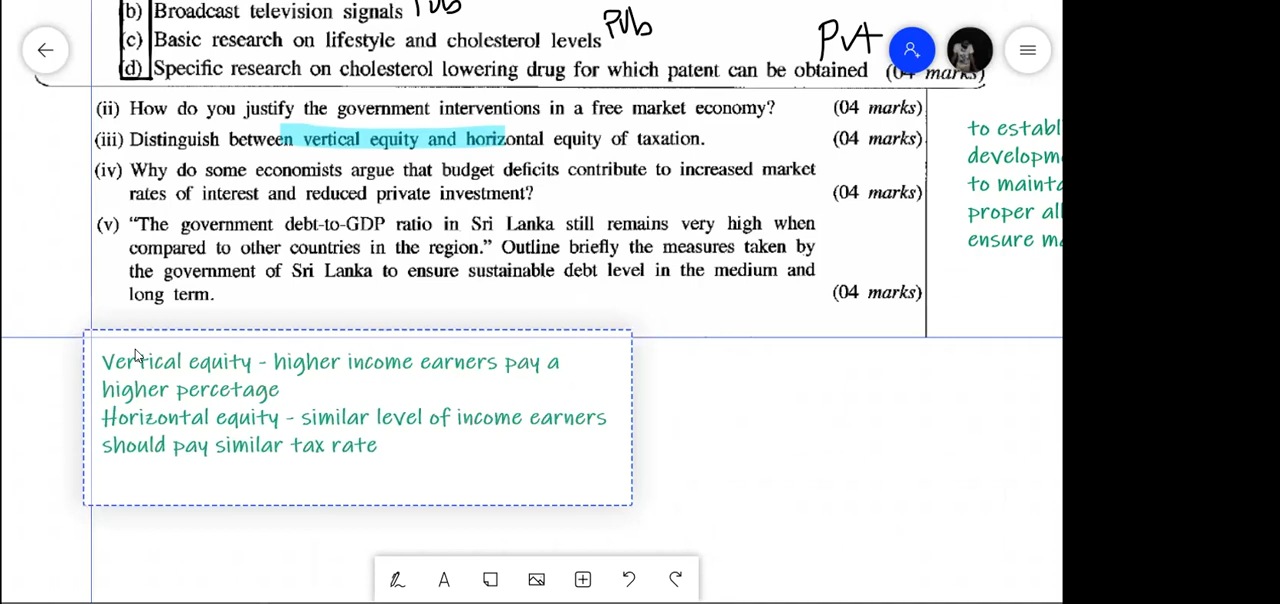 (b) Broadcast television signals Pub
(c) Basic research on lifestyle and cholesterol levels Pub
(d) Specific research on cholesterol lowering drug for which patent can be obtained (04 marks)
Pvt
(ii) How do you justify the government interventions in a free market economy? (04 marks)
(iii) Distinguish between vertical equity and horizontal equity of taxation. (04 marks)
(iv) Why do some economists argue that budget deficits contribute to increased market
rates of interest and reduced private investment? (04 marks)
(v) “The government debt-to-GDP ratio in Sri Lanka still remains very high when
compared to other countries in the region.” Outline briefly the measures taken by
the government of Sri Lanka to ensure sustainable debt level in the medium and
long term. (04 marks)
to establ
developm
to mainta
proper al
ensure ma
Vertical equity - higher income earners pay a
higher percetage
Horizontal equity - similar level of income earners
should pay similar tax rate
A